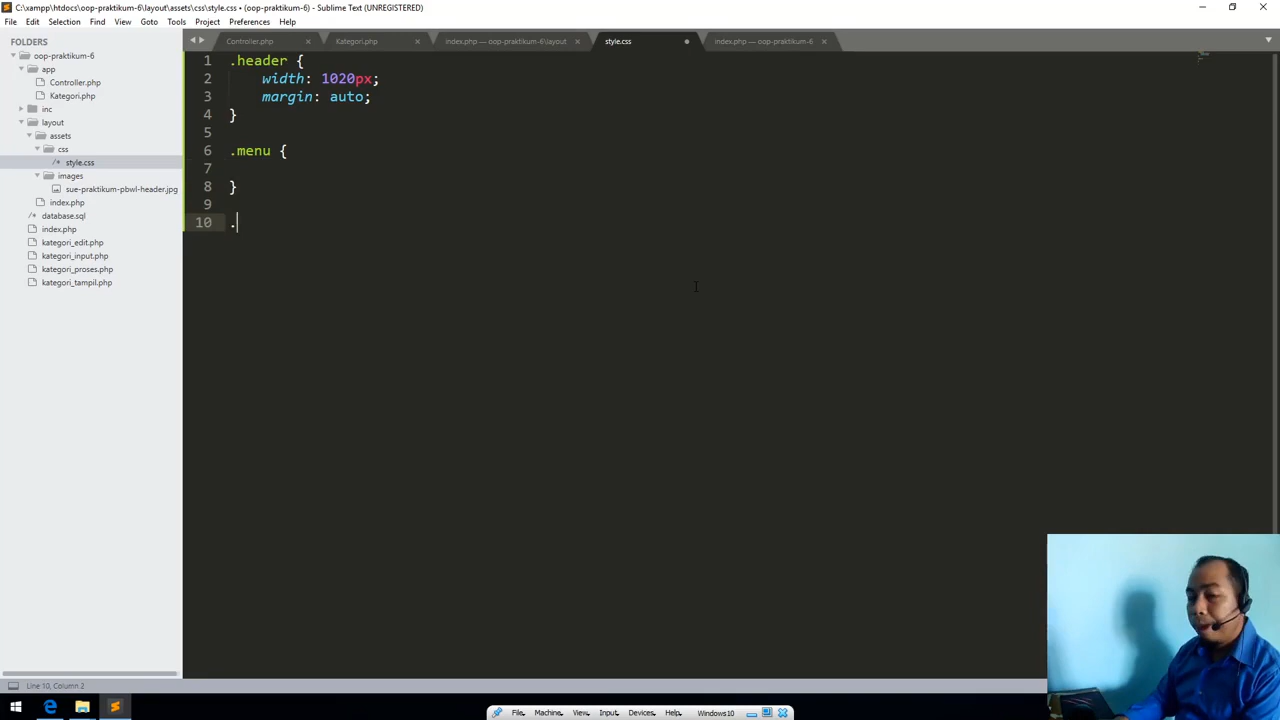 C:\xampp\htdocs\oop-praktikum-6\layout\assets\css\style.css • (oop-praktikum-6) - Sublime Text (UNREGISTERED)
File Edit Selection Find View Goto Tools Project Preferences Help
FOLDERS
oop-praktikum-6
app
Controller.php
Kategori.php
inc
layout
assets
css
style.css
images
sue-praktikum-pbwl-header.jpg
index.php
database.sql
index.php
kategori_edit.php
kategori_input.php
kategori_proses.php
kategori_tampil.php
Controller.php Kategori.php index.php — oop-praktikum-6\layout style.css index.php — oop-praktikum-6
1 .header {
2 width: 1020px;
3 margin: auto;
4 }
5
6 .menu {
7
8 }
9
10 .
Line 10, Column 2
File Machine View Input Devices Help Windows10